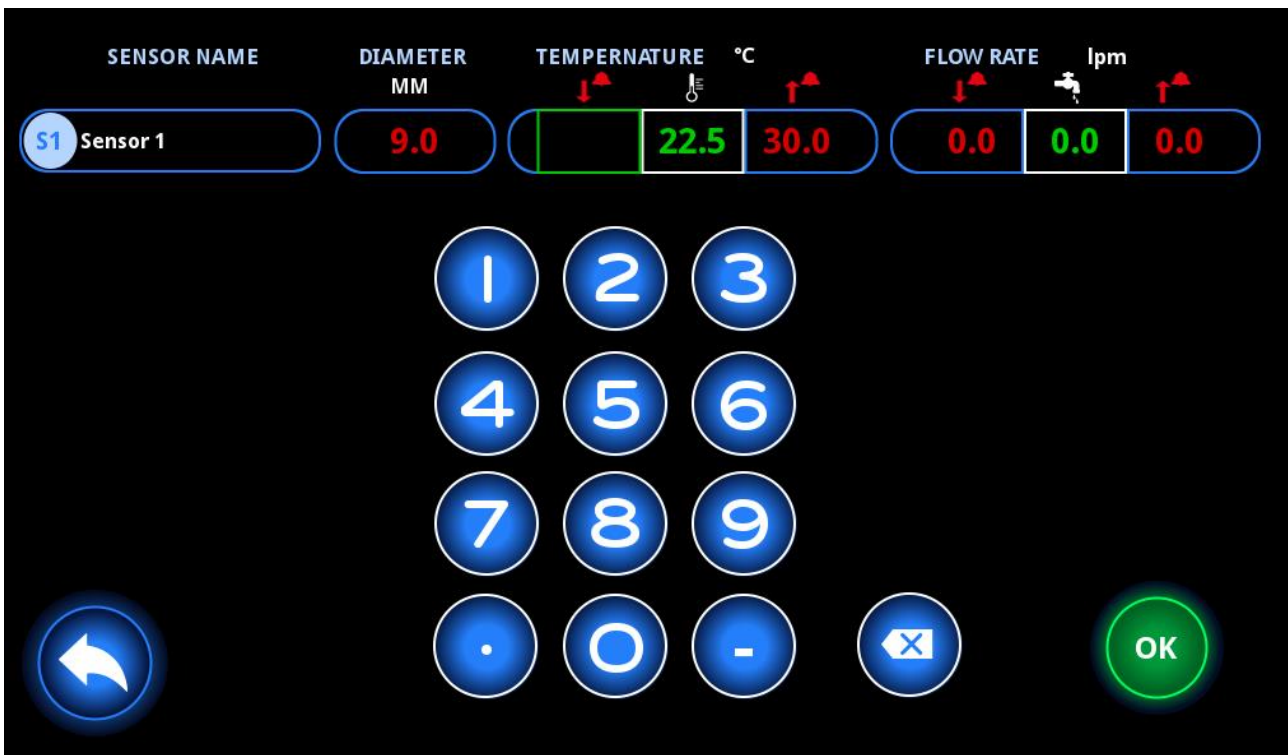 SENSOR NAME DIAMETER TEMPERNATURE °C FLOW RATE lpm
MM
S1 Sensor 1 9.0 22.5 30.0 0.0 0.0 0.0
1 2 3
4 5 6
7 8 9
. 0 -
OK